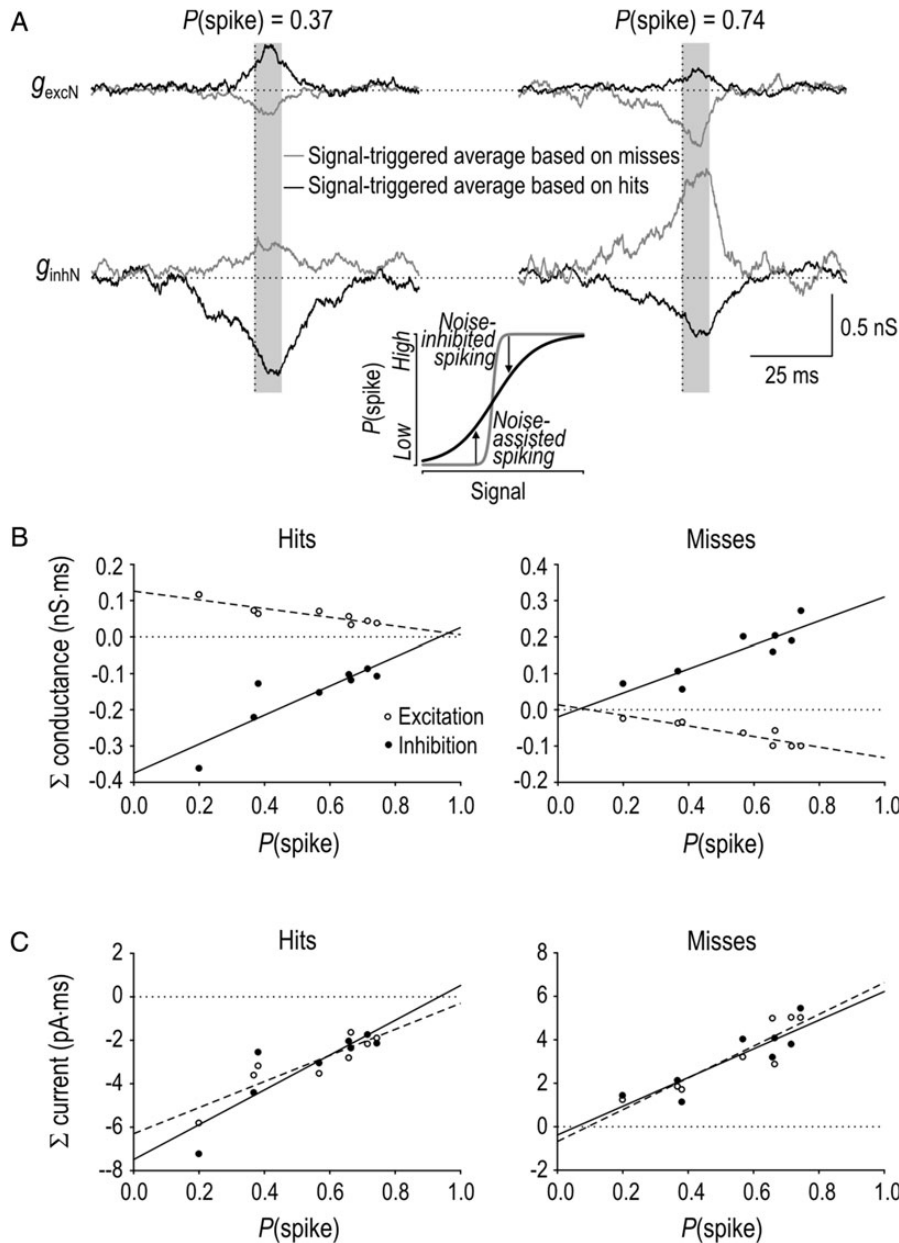 A
P(spike) = 0.37
P(spike) = 0.74
gexcN
Signal-triggered average based on misses
Signal-triggered average based on hits
ginhN
0.5 nS
25 ms
Noise-
inhibited
spiking
Noise-
assisted
spiking
High
Low
P(spike)
Signal
B
Hits
Misses
Σ conductance (nS·ms)
0.2
0.1
0.0
-0.1
-0.2
-0.3
-0.4
Excitation
Inhibition
0.0 0.2 0.4 0.6 0.8 1.0
P(spike)
0.4
0.3
0.2
0.1
0.0
-0.1
-0.2
0.0 0.2 0.4 0.6 0.8 1.0
P(spike)
C
Hits
Misses
Σ current (pA·ms)
2
0
-2
-4
-6
--8
0.0 0.2 0.4 0.6 0.8 1.0
P(spike)
8
6
4
2
0
-2
0.0 0.2 0.4 0.6 0.8 1.0
P(spike)